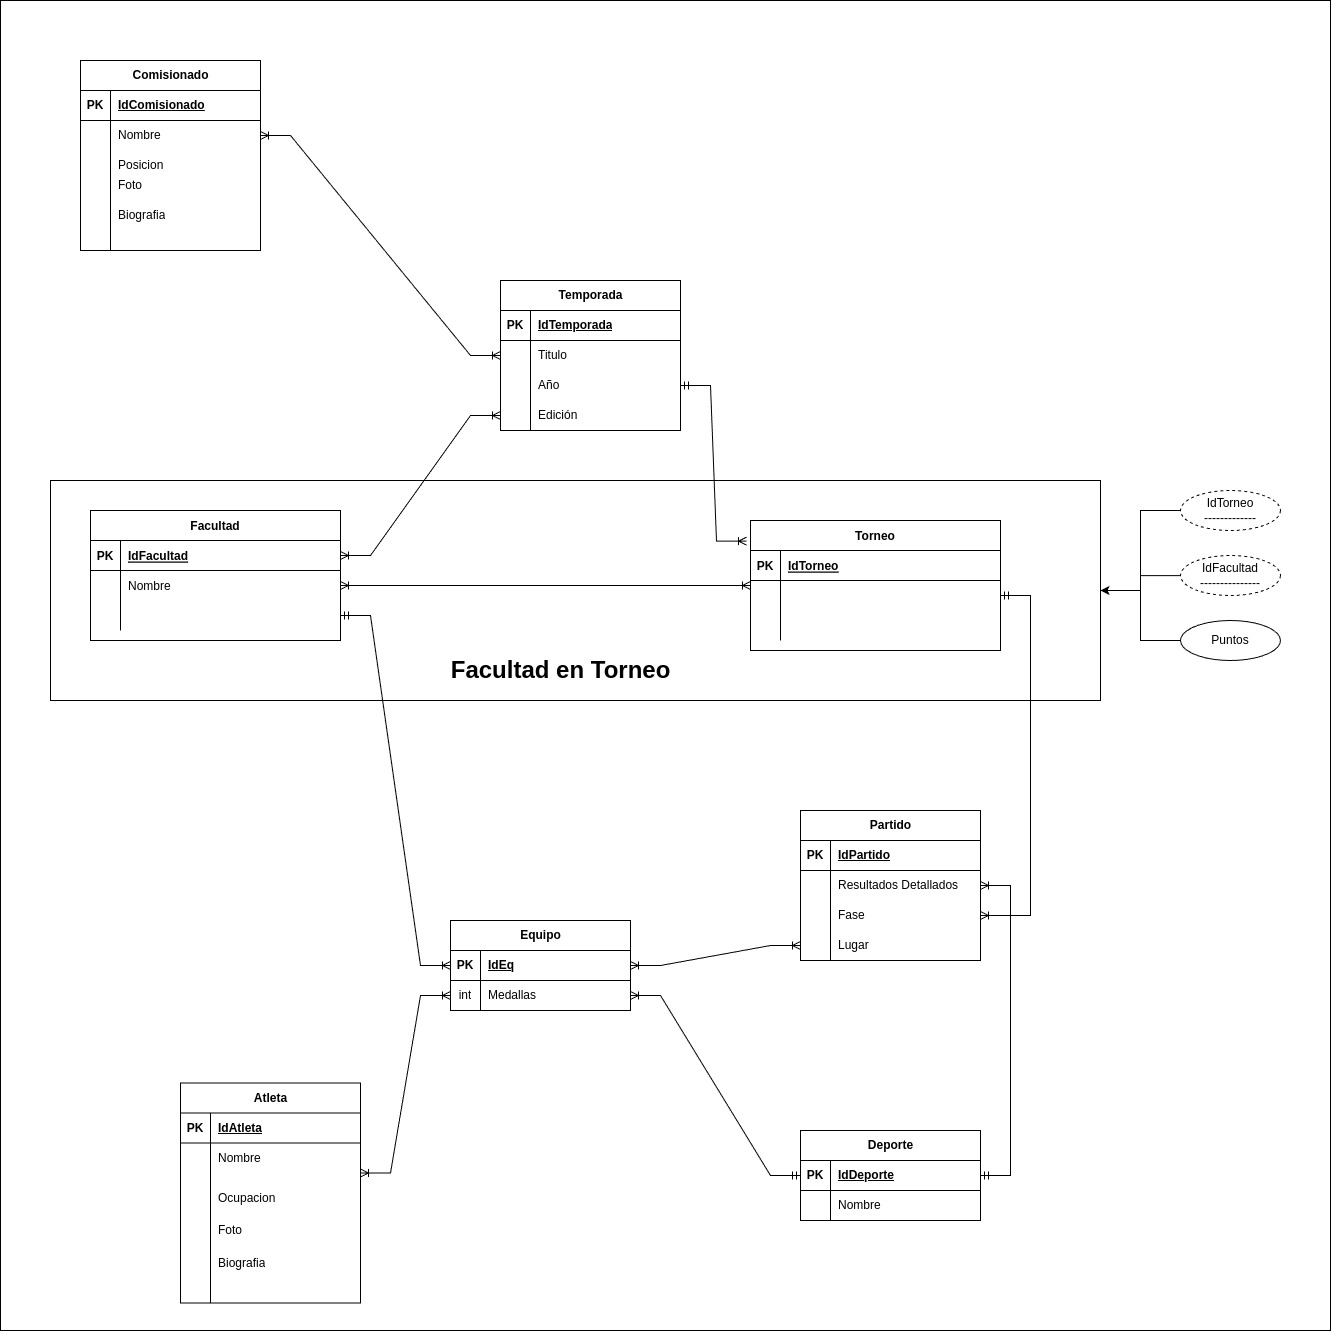 Comisionado
PK IdComisionado
Nombre
Posicion
Foto
Biografia
Temporada
PK IdTemporada
Titulo
Año
Edición
Facultad
PK IdFacultad
Nombre
Torneo
PK IdTorneo
Facultad en Torneo
IdTorneo
-------------
IdFacultad
---------------
Puntos
Partido
PK IdPartido
Resultados Detallados
Fase
Lugar
Equipo
PK IdEq
int Medallas
Atleta
PK IdAtleta
Nombre
Ocupacion
Foto
Biografia
Deporte
PK IdDeporte
Nombre